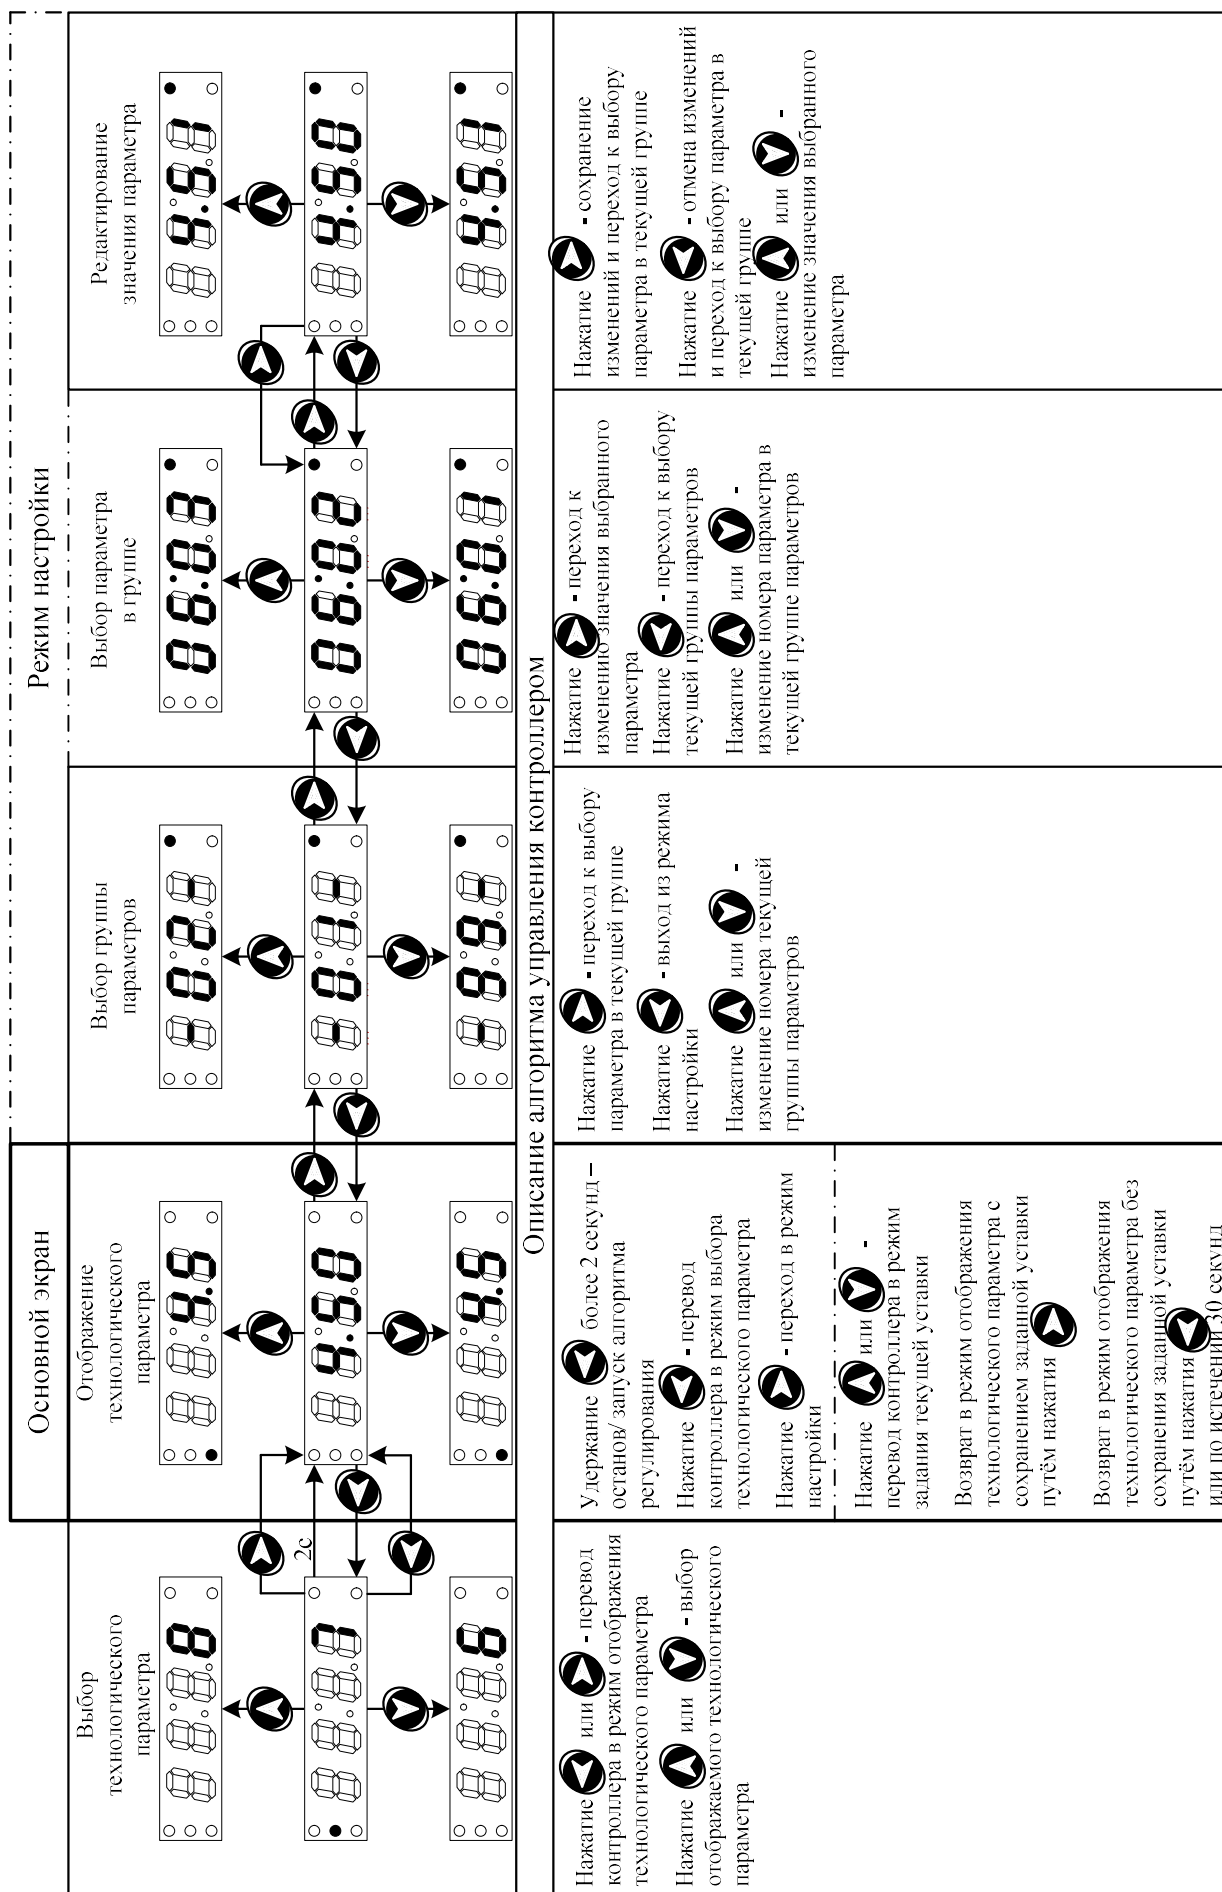 Основной экран
Режим настройки
Выбор
технологического
параметра
Отображение
технологического
параметра
Выбор группы
параметров
Выбор параметра
в группе
Редактирование
значения параметра
2с
Описание алгоритма управления контроллером
Нажатие или - перевод
контроллера в режим отображения
технологического параметра
Нажатие или - выбор
отображаемого технологического
параметра
Удержание более 2 секунд –
останов/запуск алгоритма
регулирования
Нажатие - перевод
контроллера в режим выбора
технологического параметра
Нажатие - переход в режим
настройки
Нажатие или -
перевод контроллера в режим
задания текущей уставки
Возврат в режим отображения
технологического параметра с
сохранением заданной уставки
путём нажатия
Возврат в режим отображения
технологического параметра без
сохранения заданной уставки
путём нажатия
или по истечении 30 секунд
Нажатие - переход к выбору
параметра в текущей группе
Нажатие - выход из режима
настройки
Нажатие или -
изменение номера текущей
группы параметров
Нажатие - переход к
изменению значения выбранного
параметра
Нажатие - переход к выбору
текущей группы параметров
Нажатие или -
изменение номера параметра в
текущей группе параметров
Нажатие - сохранение
изменений и переход к выбору
параметра в текущей группе
Нажатие - отмена изменений
и переход к выбору параметра в
текущей группе
Нажатие или -
изменение значения выбранного
параметра